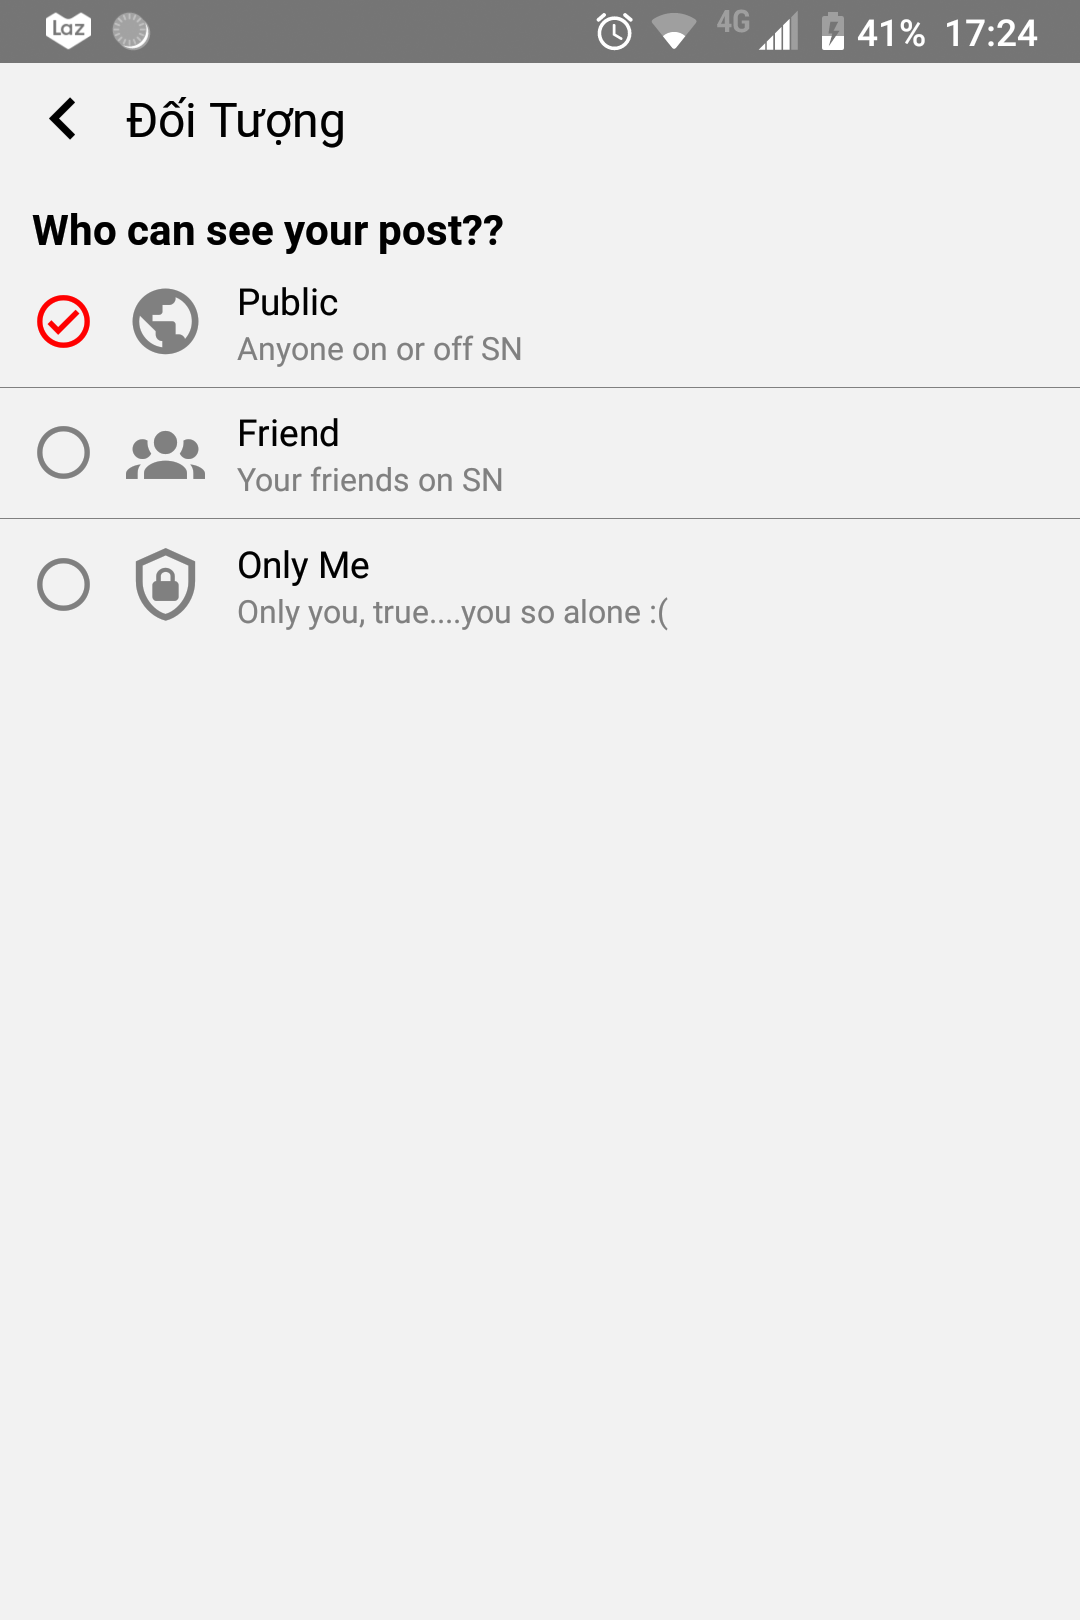 Laz
4G 41% 17:24
Đối Tượng
Who can see your post??
Public
Anyone on or off SN
Friend
Your friends on SN
Only Me
Only you, true....you so alone :(